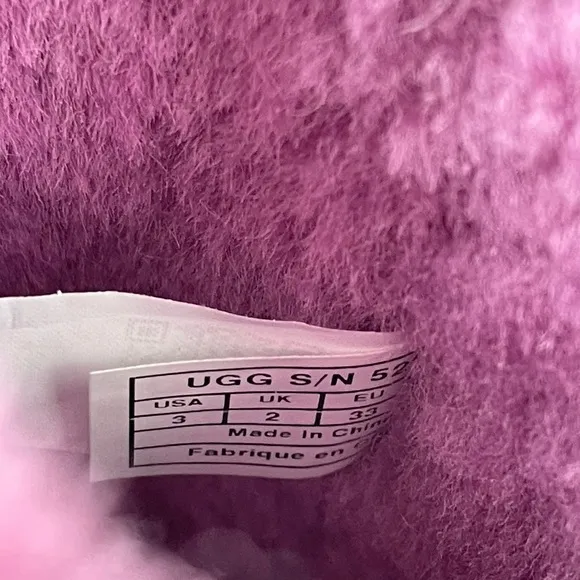 UGG S/N 52
USA UK EU
3 2 33
Made in China
Fabrique en